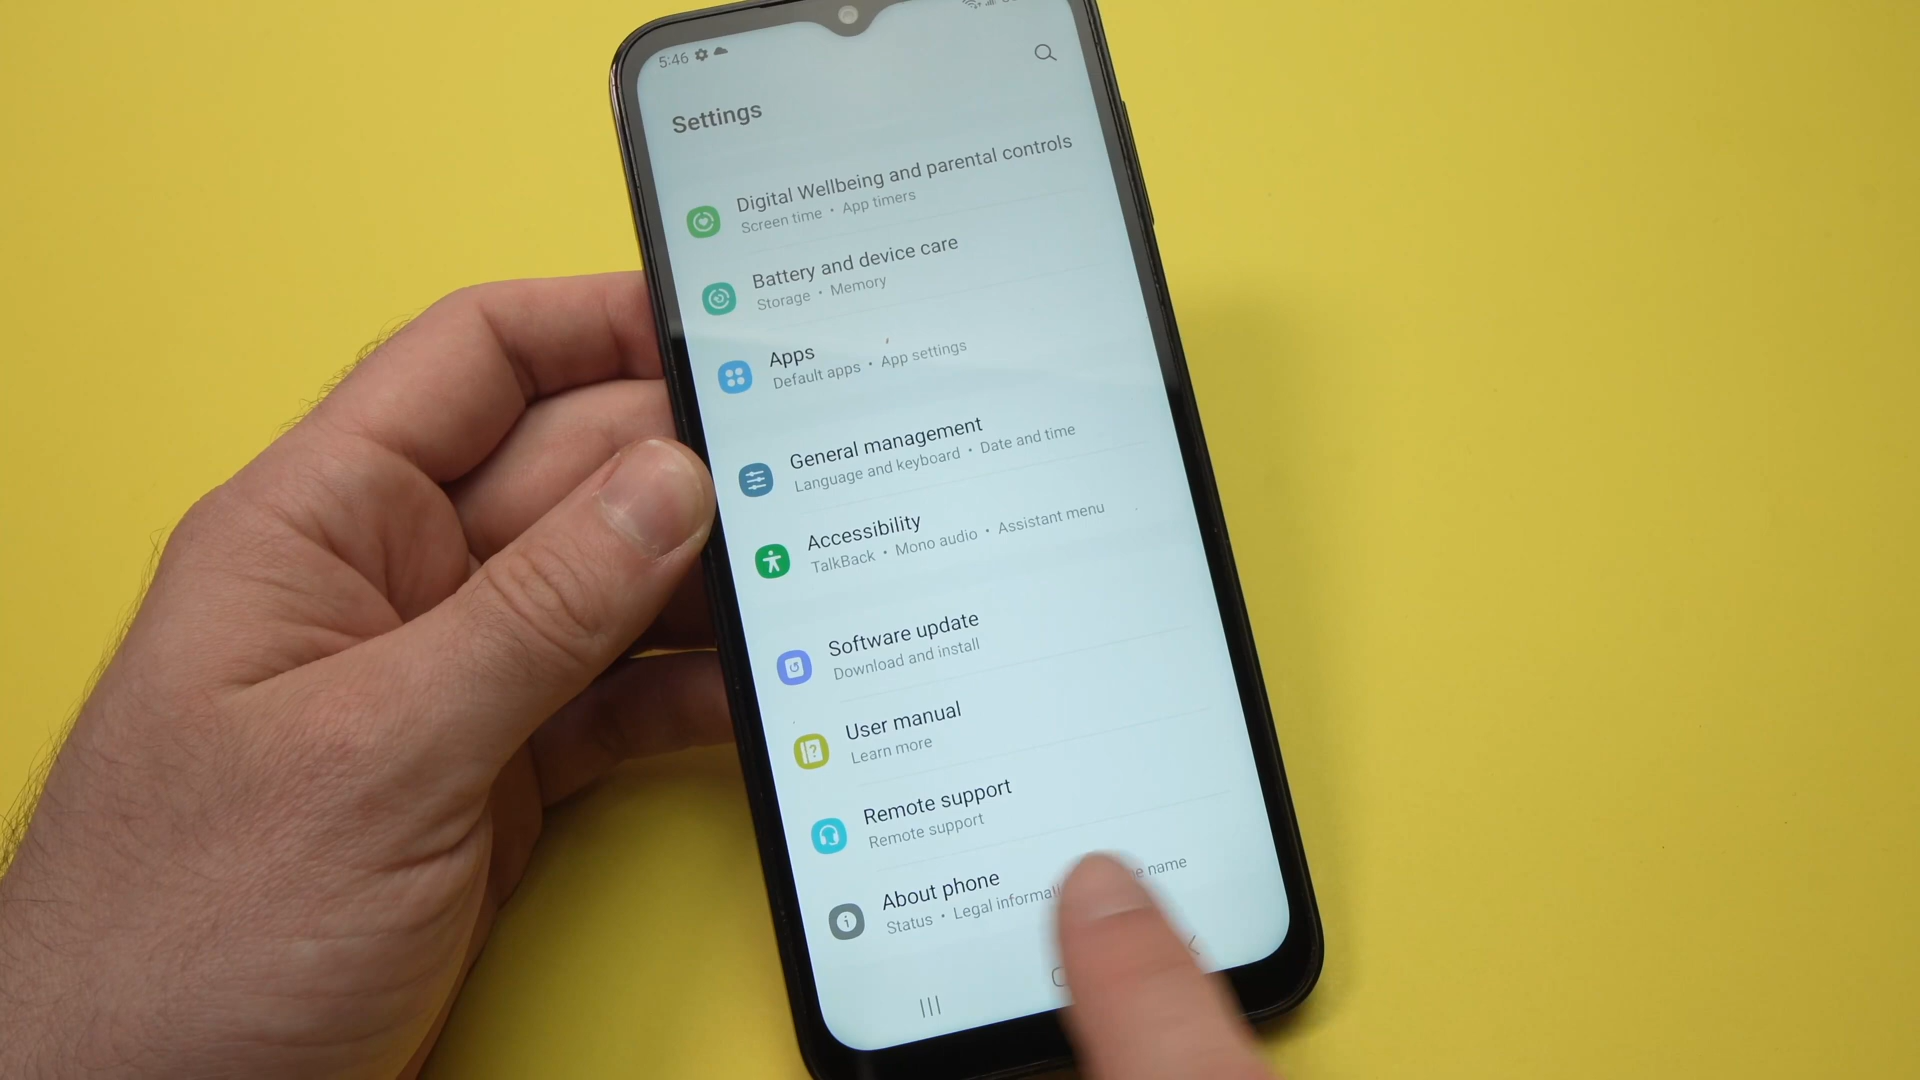 5:46
Settings
Digital Wellbeing and parental controls
Screen time • App timers
Battery and device care
Storage • Memory
Apps
Default apps • App settings
General management
Language and keyboard • Date and time
Accessibility
TalkBack • Mono audio • Assistant menu
Software update
Download and install
User manual
Learn more
Remote support
Remote support
About phone
Status • Legal informati
name